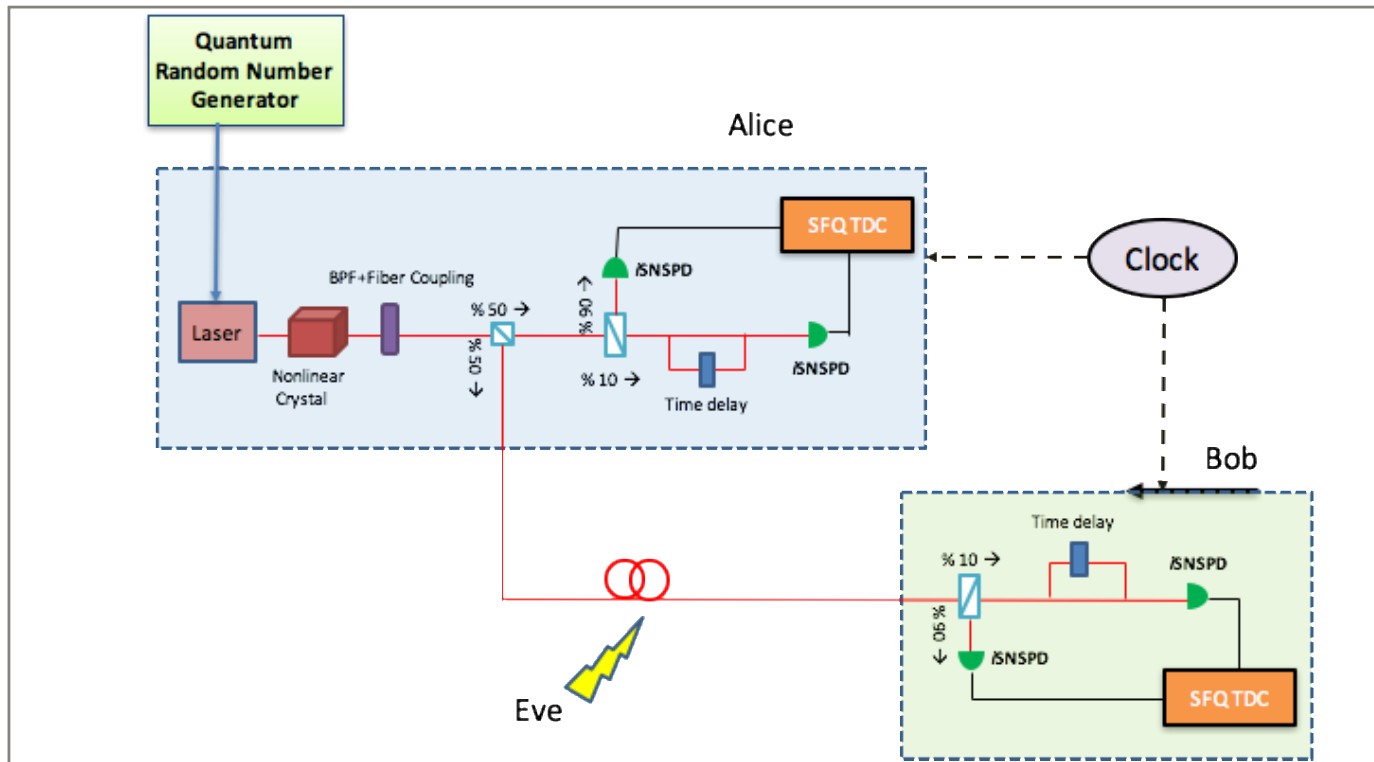 Quantum
Random Number
Generator
Alice
SFQ TDC
iSNSPD
BPF+Fiber Coupling
Clock
% 50 →
% 90 →
Laser
% 50 →
iSNSPD
% 10 →
Nonlinear
Crystal
Time delay
Bob
Time delay
% 10 →
iSNSPD
% 90 →
iSNSPD
SFQ TDC
Eve